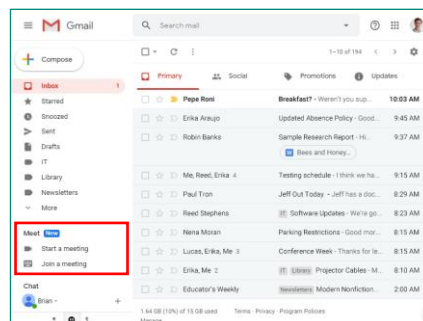 Gmail
Search mail
Compose
1–10 of 194
Primary
Social
Promotions
Updates
Inbox 1
Starred
Snoozed
Sent
Drafts
IT
Library
Newsletters
More
Meet New
Start a meeting
Join a meeting
Chat
Brian
Pepe Roni Breakfast? - Weren't you sup... 10:03 AM
Erika Araujo Updated Absence Policy - Good... 9:45 AM
Robin Banks Sample Research Report - Hi... 9:37 AM
Bees and Honey...
Me, Reed, Erika 4 Testing schedule - I think we ha... 9:15 AM
Paul Tron Jeff Out Today - Jeff has a doc... 8:29 AM
Reed Stephens IT Software Updates - We're go... 8:23 AM
Nena Moran Parking Restrictions - Good mor... 8:15 AM
Lucas, Erika, Me 3 Conference Week - Thanks for le... 8:15 AM
Erika, Me 2 IT Library Projector Cables - M... 8:10 AM
Educator's Weekly Newsletters Modern Nonfiction... 2:00 AM
1.64 GB (10%) of 15 GB used
Terms · Privacy · Program Policies
Manage